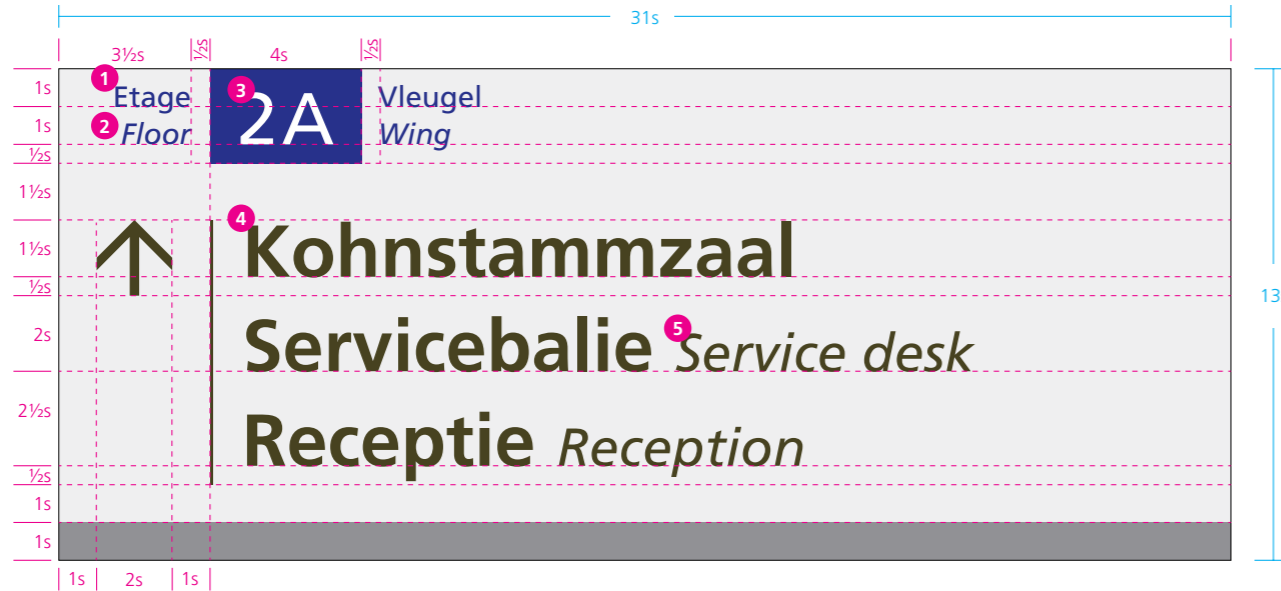 31s
3½s ½s 4s ½s
1s 1 Etage 3 2A Vleugel
1s 2 Floor Wing
½s
1½s
1½s 4 Kohnstammzaal
½s
13
2s Servicebalie 5 Service desk
2½s Receptie Reception
½s
1s
1s
1s 2s 1s